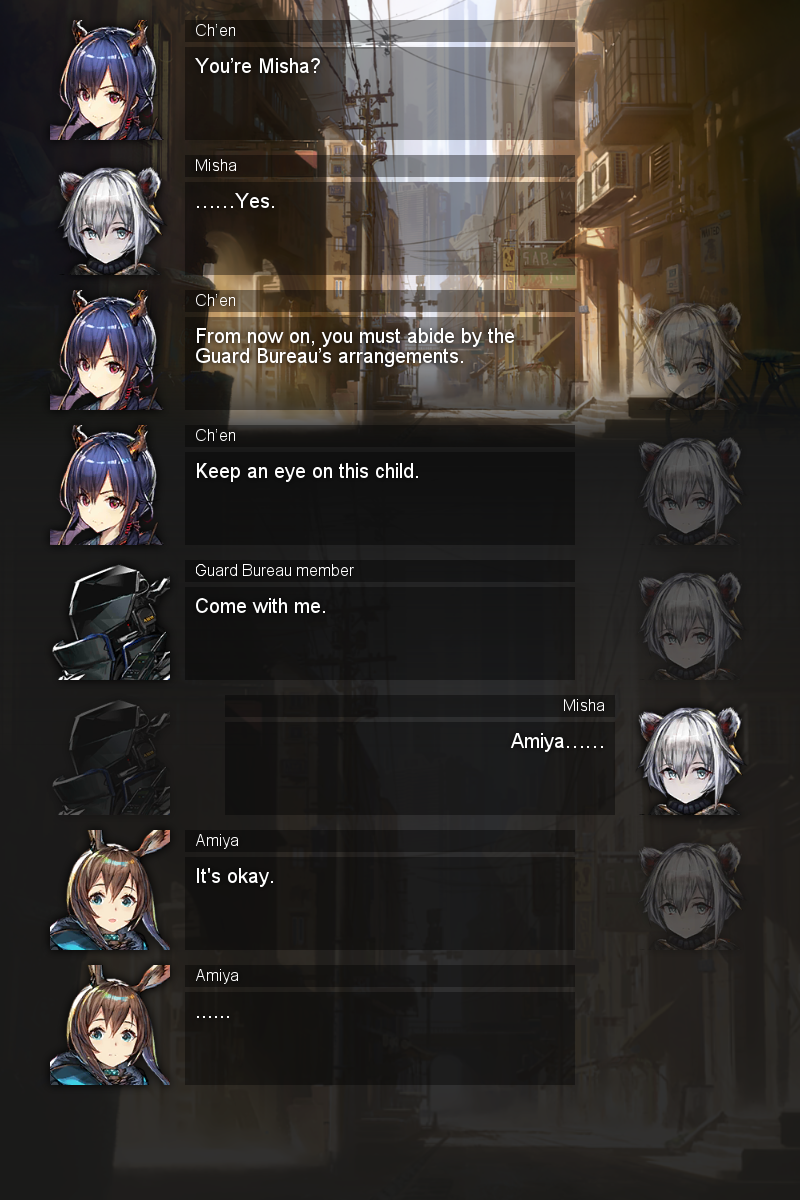 Ch'en
You're Misha?
Misha
……Yes.
Ch'en
From now on, you must abide by the
Guard Bureau's arrangements.
Ch'en
Keep an eye on this child.
Guard Bureau member
Come with me.
Misha
Amiya……
Amiya
It's okay.
Amiya
……